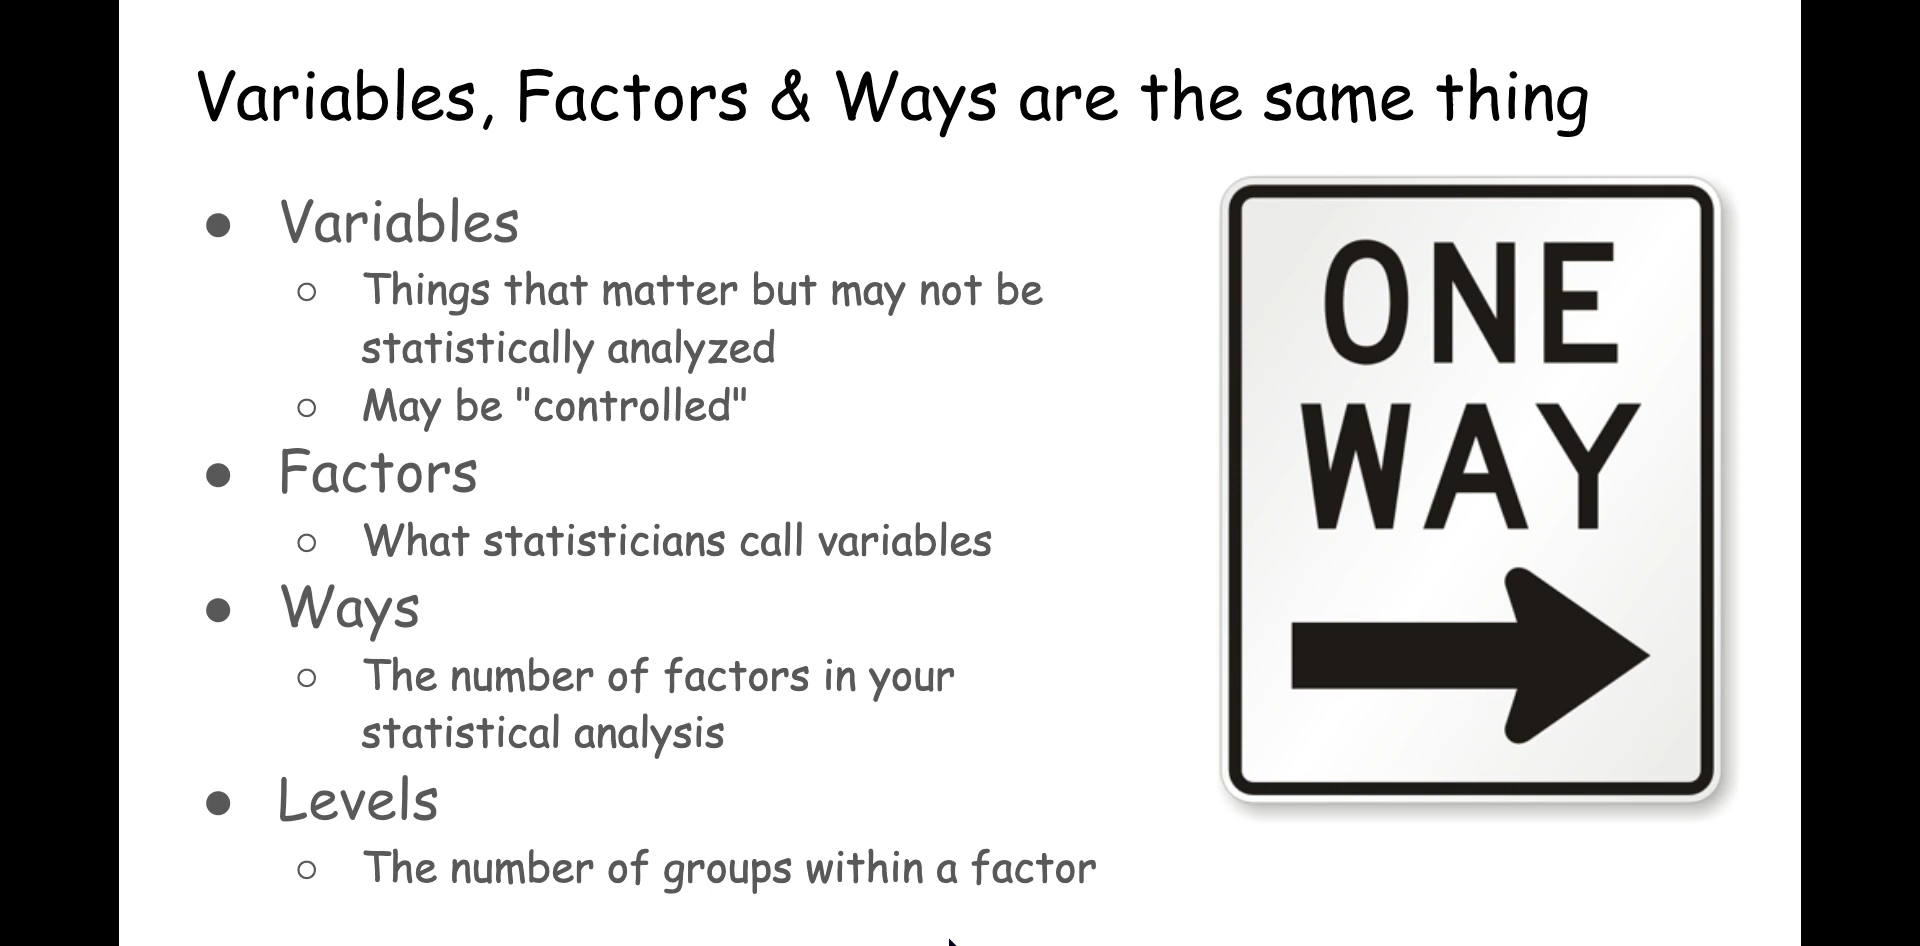 Variables, Factors & Ways are the same thing
● Variables
○ Things that matter but may not be
statistically analyzed
○ May be "controlled"
● Factors
○ What statisticians call variables
● Ways
○ The number of factors in your
statistical analysis
● Levels
○ The number of groups within a factor
ONE
WAY